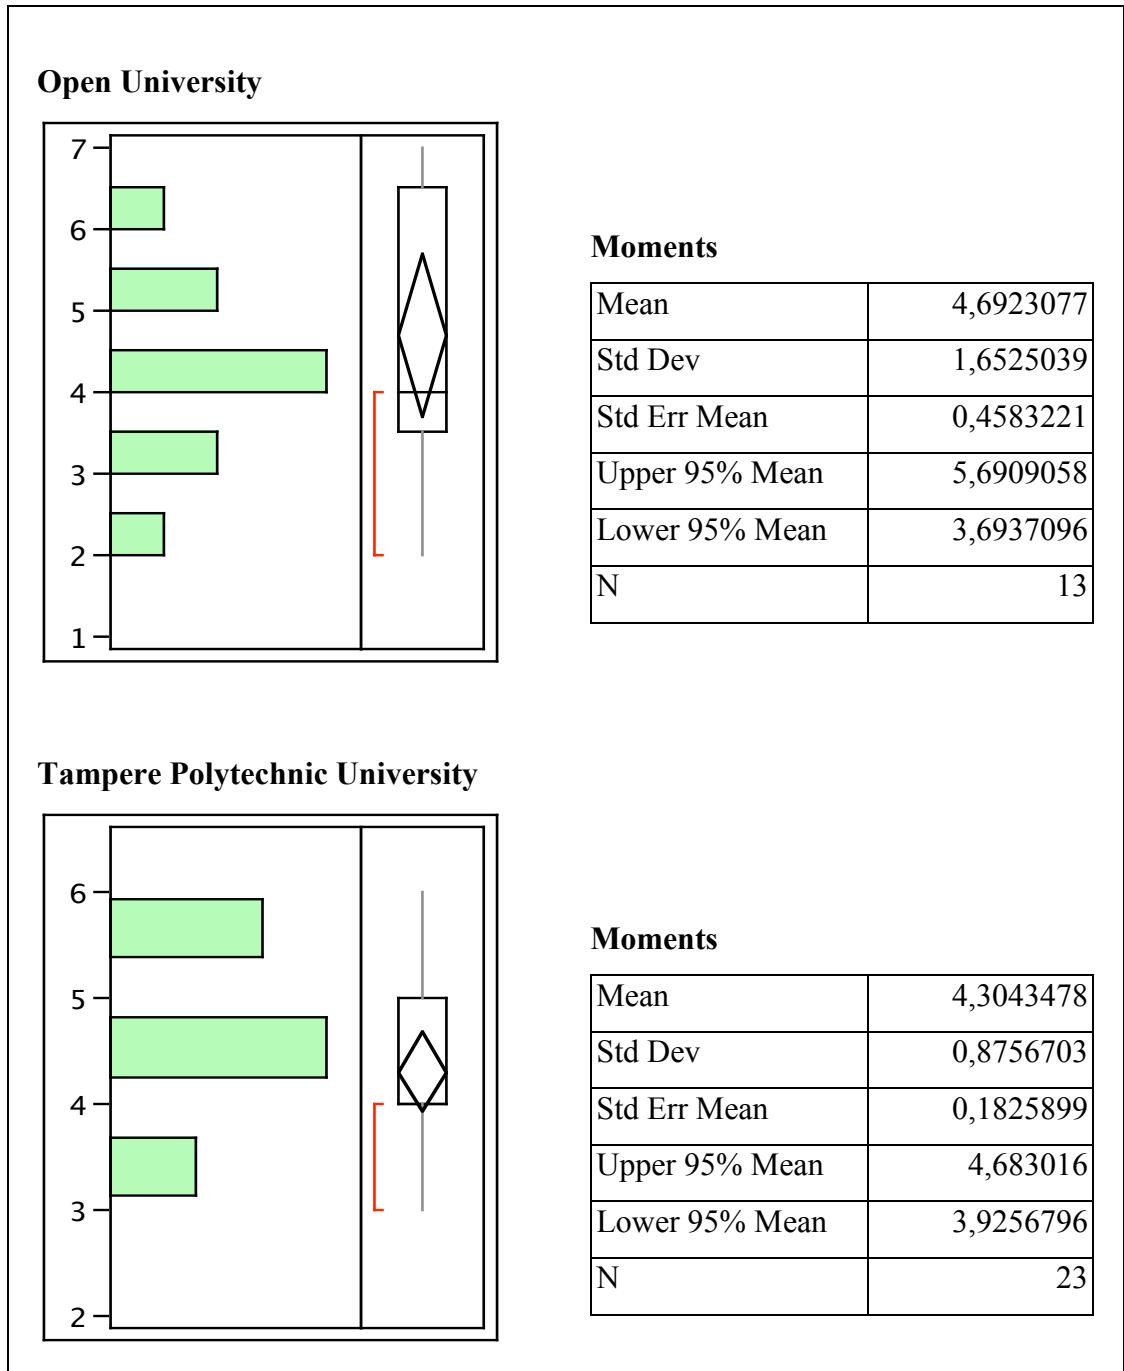 Open University
7
6
5
4
3
2
1
Moments
Mean 4,6923077
Std Dev 1,6525039
Std Err Mean 0,4583221
Upper 95% Mean 5,6909058
Lower 95% Mean 3,6937096
N 13
Tampere Polytechnic University
6
5
4
3
2
Moments
Mean 4,3043478
Std Dev 0,8756703
Std Err Mean 0,1825899
Upper 95% Mean 4,683016
Lower 95% Mean 3,9256796
N 23